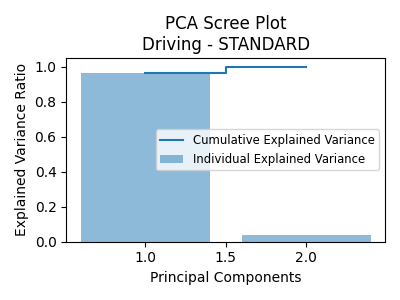 PCA Scree Plot
Driving - STANDARD
Explained Variance Ratio
1.0
0.8
0.6
0.4
0.2
0.0
Cumulative Explained Variance
Individual Explained Variance
1.0 1.5 2.0
Principal Components